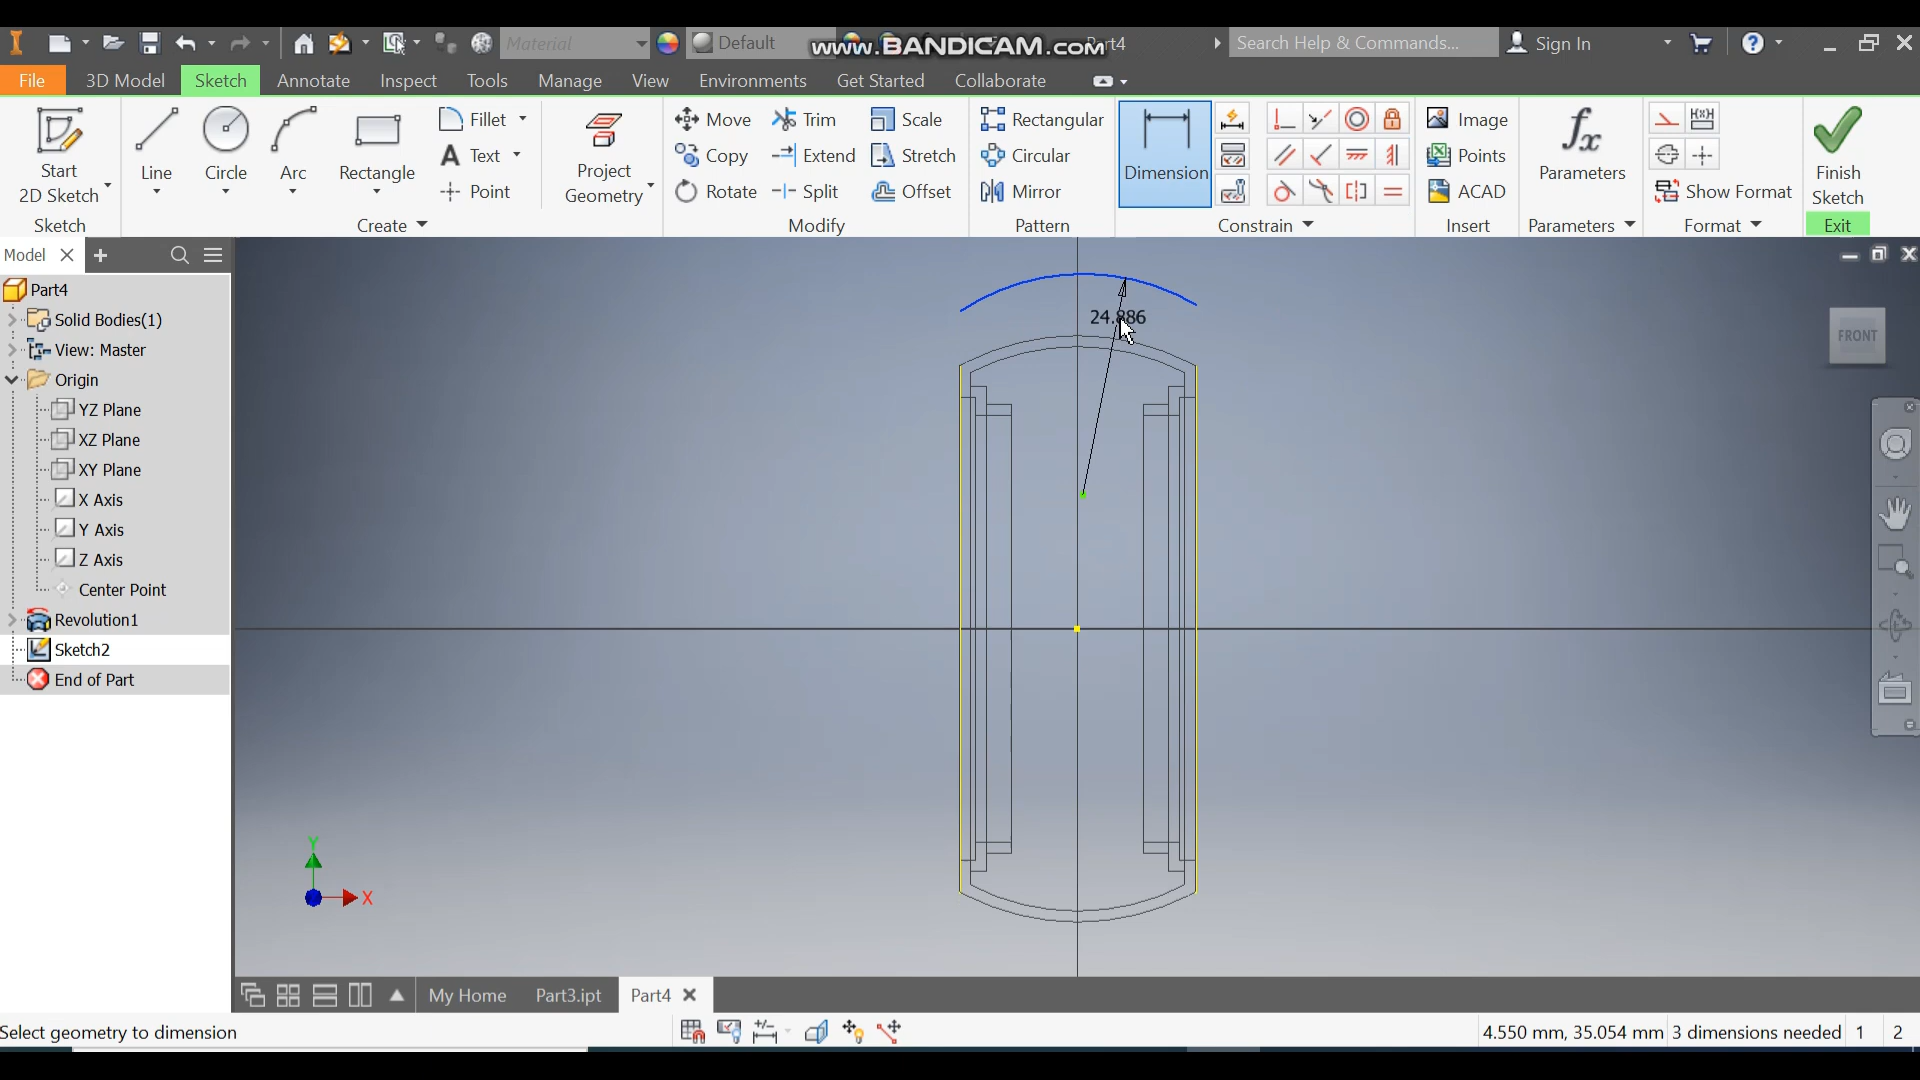 Material
Default
www.BANDICAM.com
Part4
Search Help & Commands...
Sign In
File
3D Model
Sketch
Annotate
Inspect
Tools
Manage
View
Environments
Get Started
Collaborate
Start
2D Sketch
Line
Circle
Arc
Rectangle
Fillet
Text
Point
Project
Geometry
Move
Copy
Rotate
Trim
Extend
Split
Scale
Stretch
Offset
Rectangular
Circular
Mirror
Dimension
fx
Parameters
Image
Points
ACAD
Show Format
Finish
Sketch
Sketch
Create
Modify
Pattern
Constrain
Insert
Parameters
Format
Exit
Model
Part4
Solid Bodies(1)
View: Master
Origin
YZ Plane
XZ Plane
XY Plane
X Axis
Y Axis
Z Axis
Center Point
Revolution1
Sketch2
End of Part
24.886
FRONT
Y
X
My Home
Part3.ipt
Part4
Select geometry to dimension
4.550 mm, 35.054 mm
3 dimensions needed
1
2